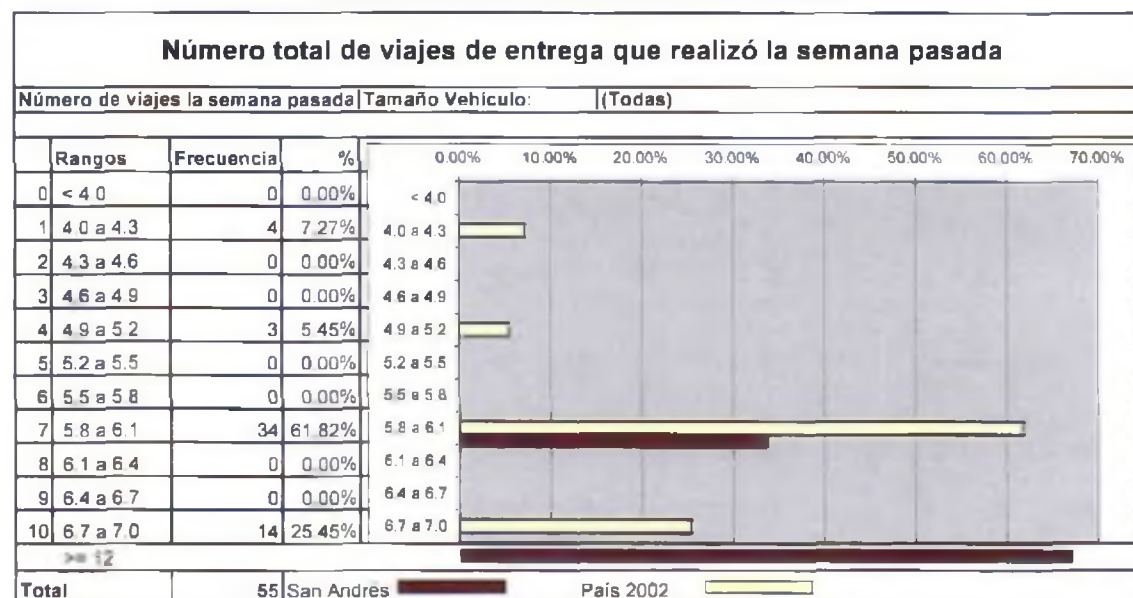 Número total de viajes de entrega que realizó la semana pasada
Número de viajes la semana pasada Tamaño Vehículo: (Todas)
Rangos Frecuencia % 0.00% 10.00% 20.00% 30.00% 40.00% 50.00% 60.00% 70.00%
0 < 4.0 0 0.00% < 4.0
1 4.0 a 4.3 4 7.27% 4.0 a 4.3
2 4.3 a 4.6 0 0.00% 4.3 a 4.6
3 4.6 a 4.9 0 0.00% 4.6 a 4.9
4 4.9 a 5.2 3 5.45% 4.9 a 5.2
5 5.2 a 5.5 0 0.00% 5.2 a 5.5
6 5.5 a 5.8 0 0.00% 5.5 a 5.8
7 5.8 a 6.1 34 61.82% 5.8 a 6.1
8 6.1 a 6.4 0 0.00% 6.1 a 6.4
9 6.4 a 6.7 0 0.00% 6.4 a 6.7
10 6.7 a 7.0 14 25.45% 6.7 a 7.0
>= 12
Total 55 San Andrés País 2002